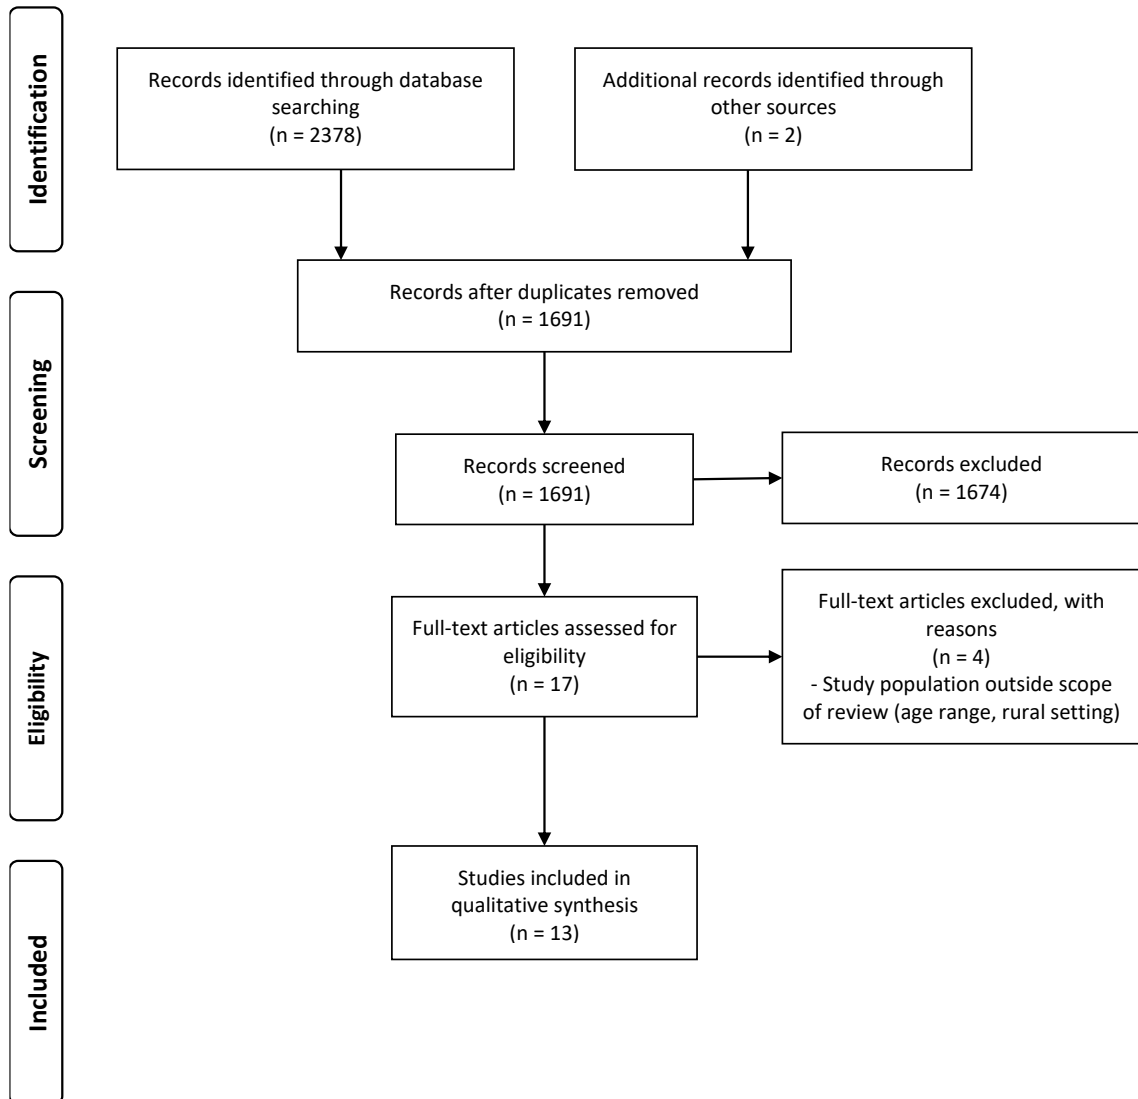 Identification
Records identified through database
searching
(n = 2378)
Additional records identified through
other sources
(n = 2)
Screening
Records after duplicates removed
(n = 1691)
Records screened
(n = 1691)
Records excluded
(n = 1674)
Eligibility
Full-text articles assessed for
eligibility
(n = 17)
Full-text articles excluded, with
reasons
(n = 4)
- Study population outside scope
of review (age range, rural setting)
Included
Studies included in
qualitative synthesis
(n = 13)